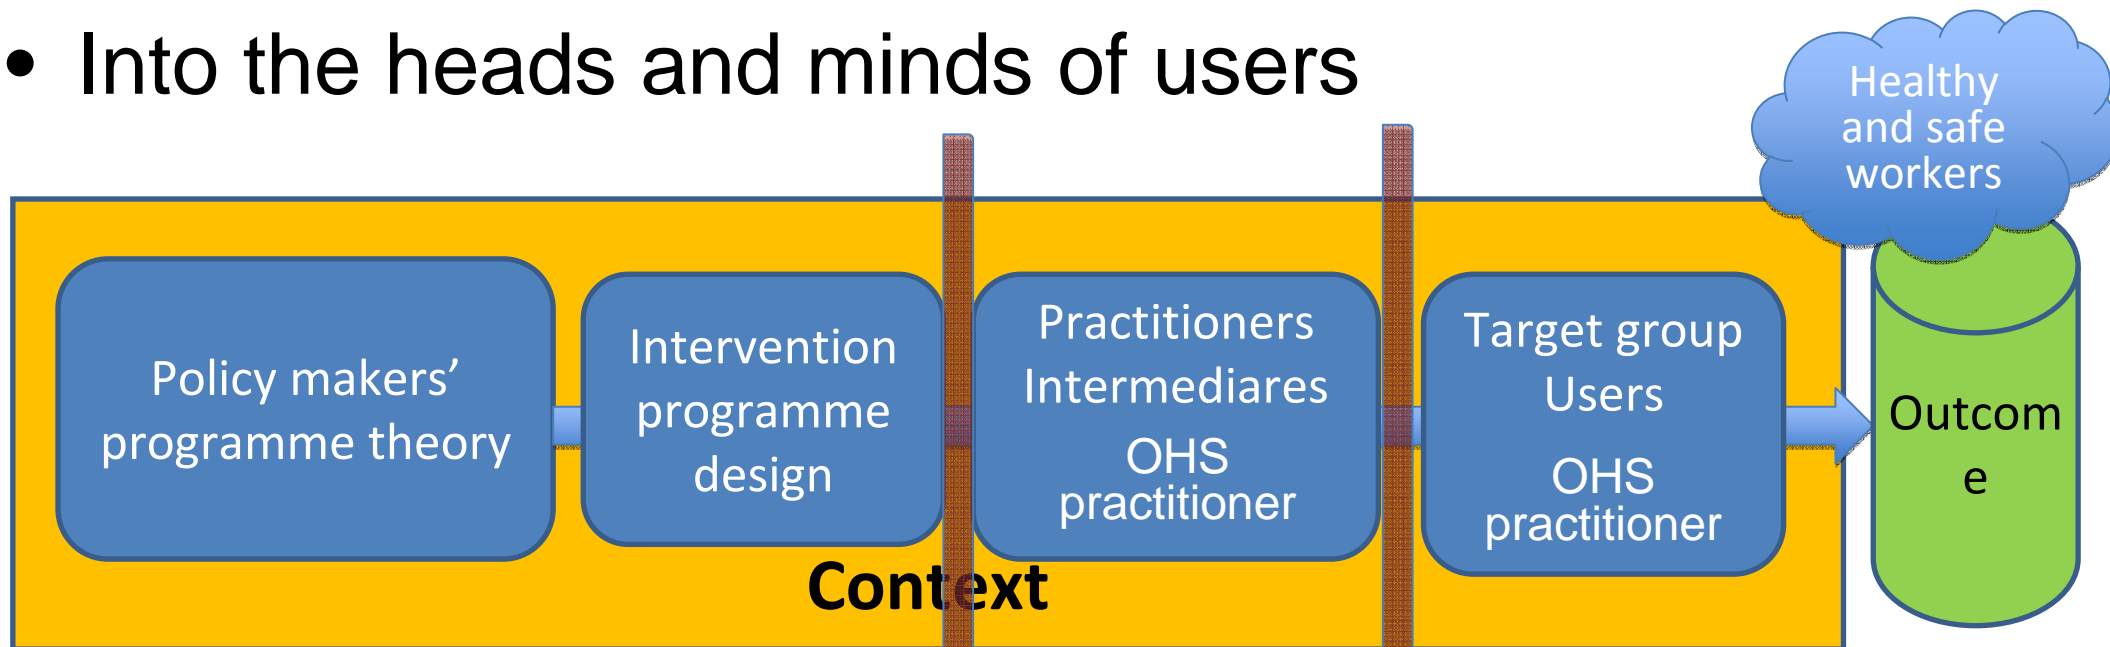 • Into the heads and minds of users
Healthy
and safe
workers
Policy makers’
programme theory
Intervention
programme
design
Practitioners
Intermediares
OHS
practitioner
Target group
Users
OHS
practitioner
Outcom
e
Context